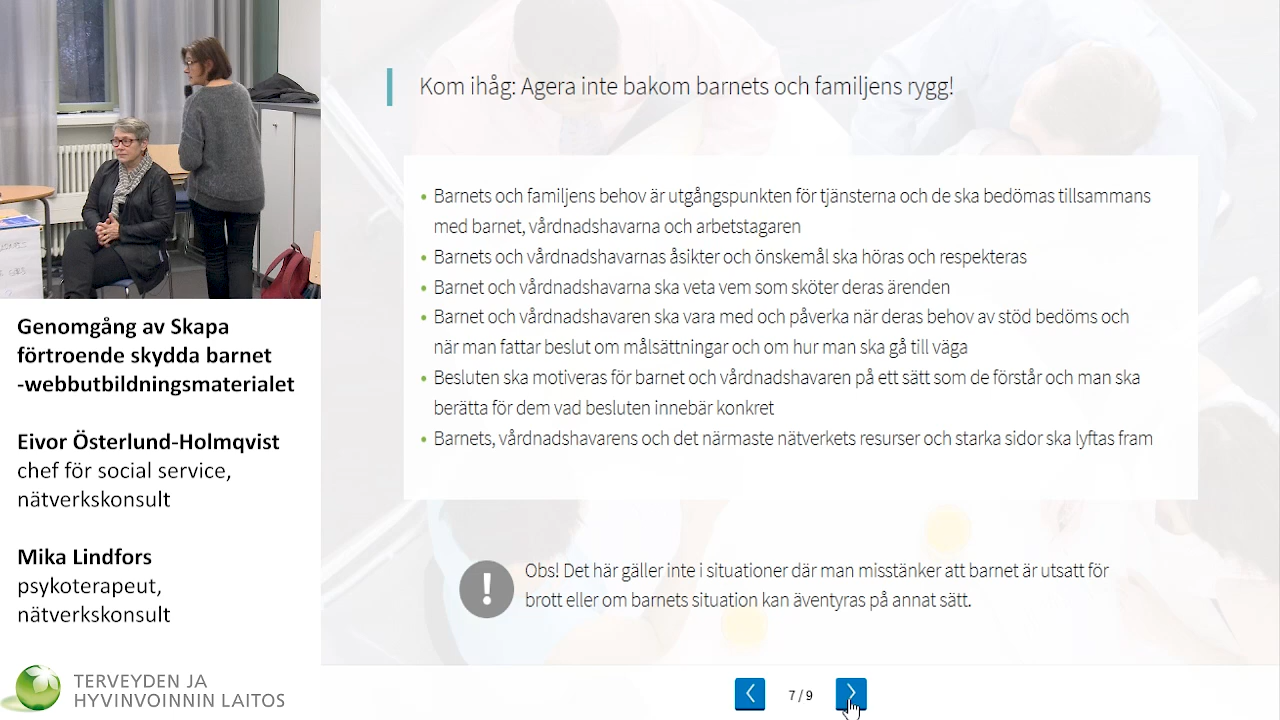 Genomgång av Skapa
förtroende skydda barnet
-webbutbildningsmaterialet
Eivor Österlund-Holmqvist
chef för social service,
nätverkskonsult
Mika Lindfors
psykoterapeut,
nätverkskonsult
TERVEYDEN JA
HYVINVOINNIN LAITOS
Kom ihåg: Agera inte bakom barnets och familjens rygg!
• Barnets och familjens behov är utgångspunkten för tjänsterna och de ska bedömas tillsammans
med barnet, vårdnadshavarna och arbetstagaren
• Barnets och vårdnadshavarnas åsikter och önskemål ska höras och respekteras
• Barnet och vårdnadshavarna ska veta vem som sköter deras ärenden
• Barnet och vårdnadshavaren ska vara med och påverka när deras behov av stöd bedöms och
när man fattar beslut om målsättningar och om hur man ska gå till väga
• Besluten ska motiveras för barnet och vårdnadshavaren på ett sätt som de förstår och man ska
berätta för dem vad besluten innebär konkret
• Barnets, vårdnadshavarens och det närmaste nätverkets resurser och starka sidor ska lyftas fram
! Obs! Det här gäller inte i situationer där man misstänker att barnet är utsatt för
brott eller om barnets situation kan äventyras på annat sätt.
7 / 9